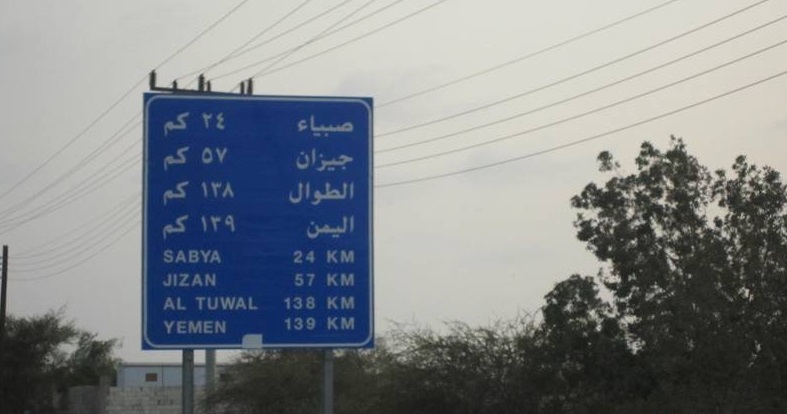 صبياء ٢٤ كم
جيزان ٥٧ كم
الطوال ١٣٨ كم
اليمن ١٣٩ كم
SABYA 24 KM
JIZAN 57 KM
AL TUWAL 138 KM
YEMEN 139 KM